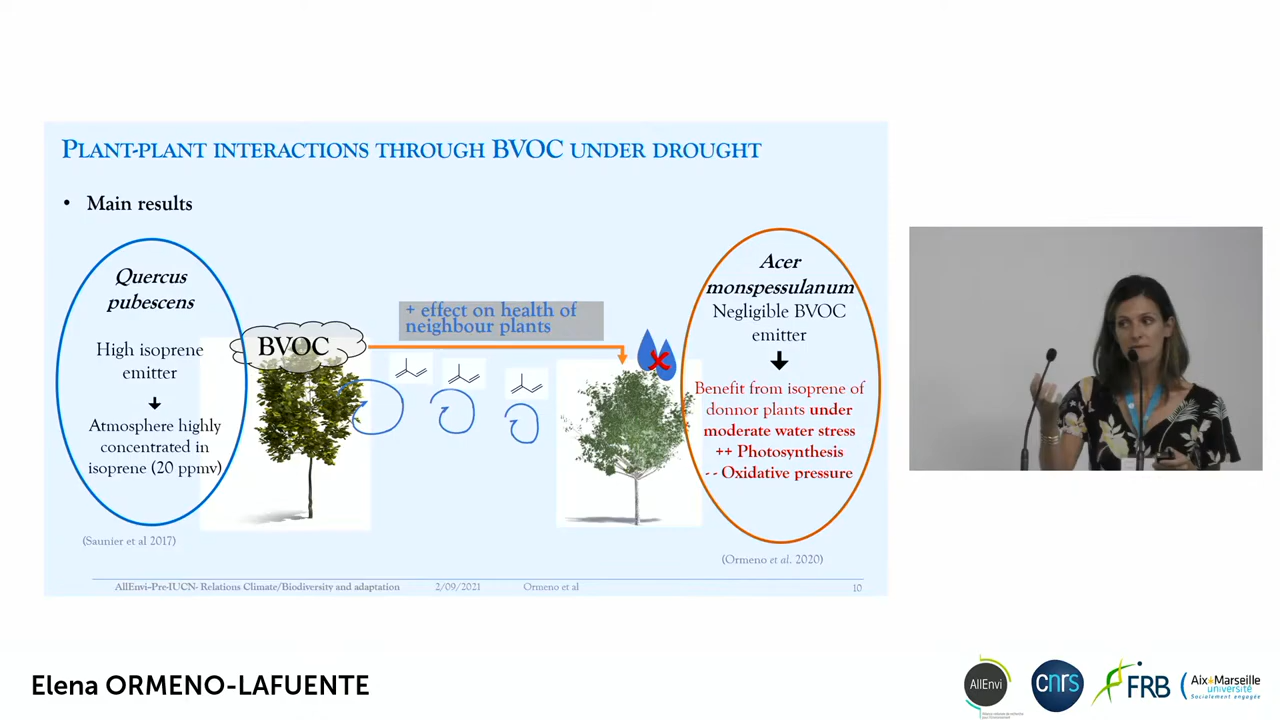 PLANT-PLANT INTERACTIONS THROUGH BVOC UNDER DROUGHT
• Main results
Quercus
pubescens
High isoprene
emitter
Atmosphere highly
concentrated in
isoprene (20 ppmv)
(Saunier et al 2017)
BVOC
+ effect on health of
neighbour plants
Acer
monspessulanum
Negligible BVOC
emitter
Benefit from isoprene of
donnor plants under
moderate water stress
++ Photosynthesis
- - Oxidative pressure
(Ormeno et al. 2020)
AllEnvi-Pre-IUCN- Relations Climate/Biodiversity and adaptation 2/09/2021 Ormeno et al 10
Elena ORMENO-LAFUENTE
AllEnvi
cnrs
FRB
Aix Marseille
université
Socialement engagée